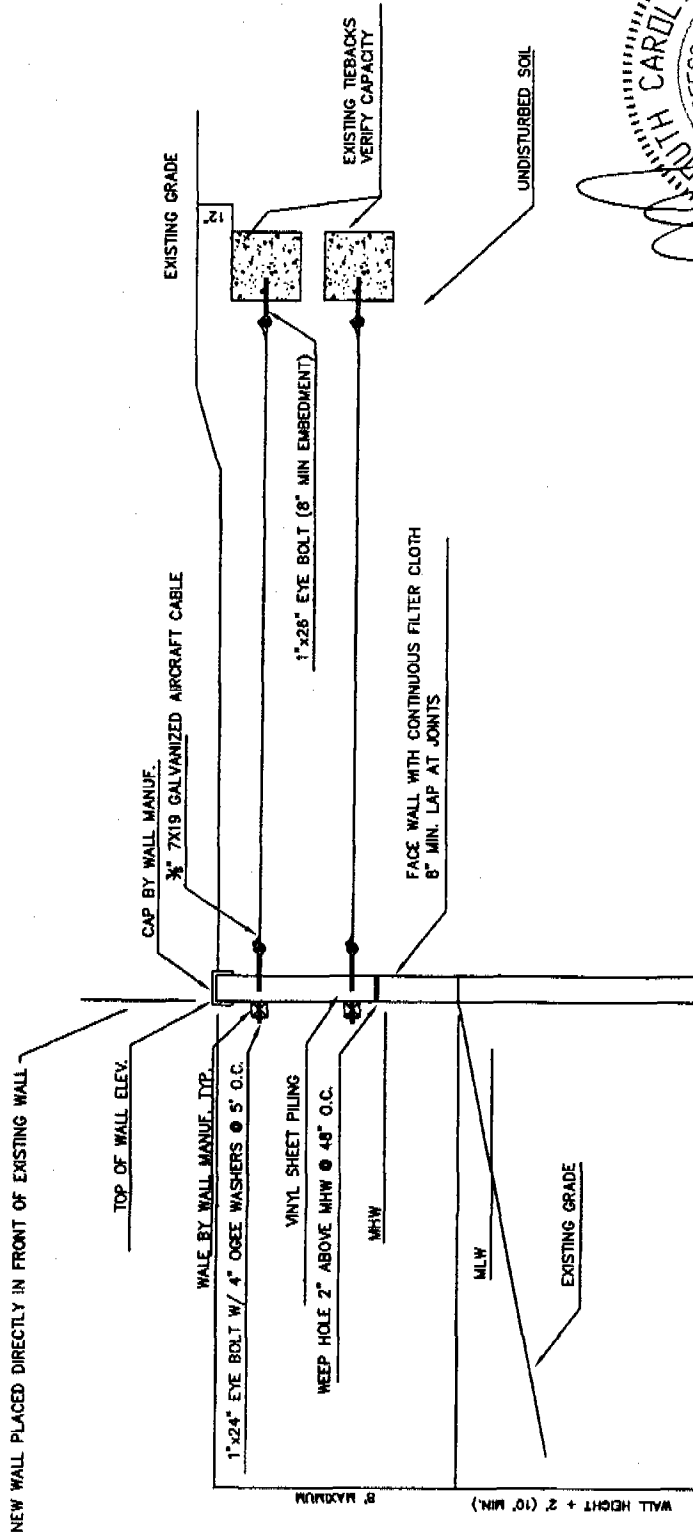 NEW WALL PLACED DIRECTLY IN FRONT OF EXISTING WALL
TOP OF WALL ELEV.
CAP BY WALL MANUF.
7X19 GALVANIZED AIRCRAFT CABLE
WALE BY WALL MANUF. TYP.
1"x24" EYE BOLT W/ 4" OGEE WASHERS @ 5' O.C.
VINYL SHEET PILING
WEEP HOLE 2" ABOVE MHW @ 48" O.C.
MHW
MLW
EXISTING GRADE
8' MAXIMUM
WALL HEIGHT + 2' (10' MIN.)
FACE WALL WITH CONTINUOUS FILTER CLOTH
8" MIN. LAP AT JOINTS
EYE BOLT (8" MIN EMBEDMENT)
EXISTING GRADE
12"
EXISTING TIEBACKS
VERIFY CAPACITY
UNDISTURBED SOIL
UTH CAROL